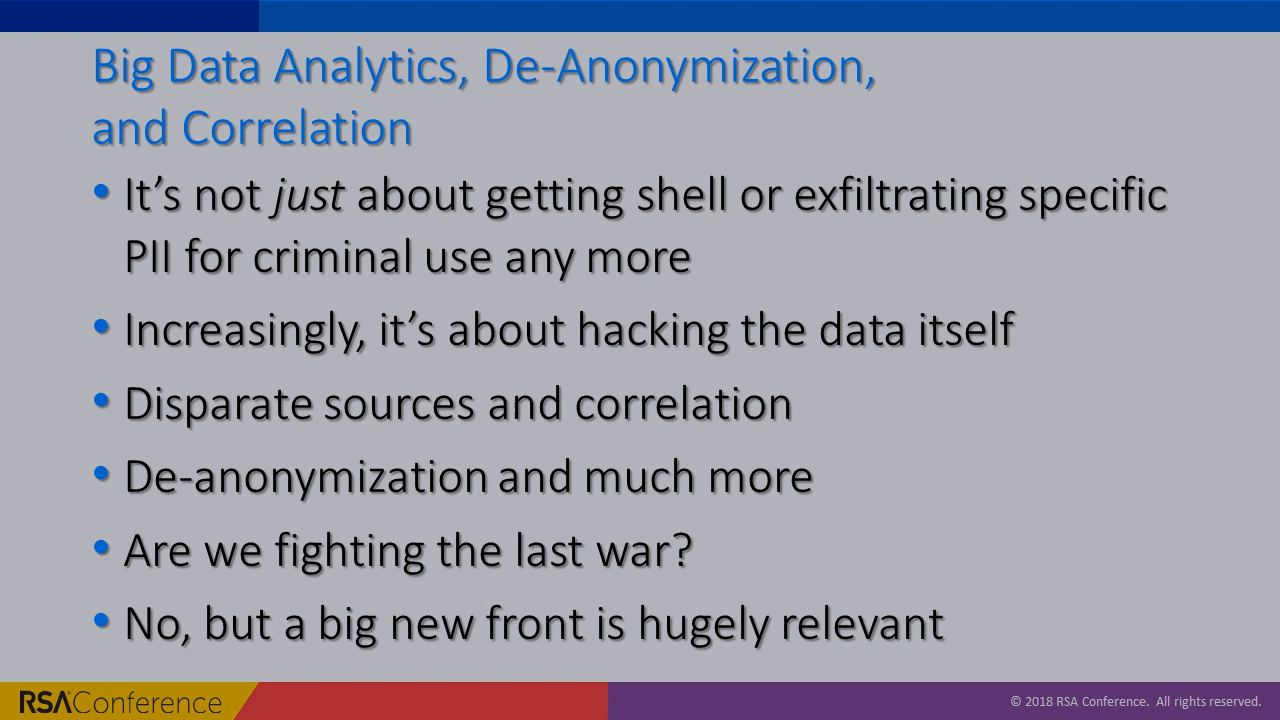 Big Data Analytics, De-Anonymization,
and Correlation
• It’s not just about getting shell or exfiltrating specific
PII for criminal use any more
• Increasingly, it’s about hacking the data itself
• Disparate sources and correlation
• De-anonymization and much more
• Are we fighting the last war?
• No, but a big new front is hugely relevant
RSAConference
© 2018 RSA Conference. All rights reserved.